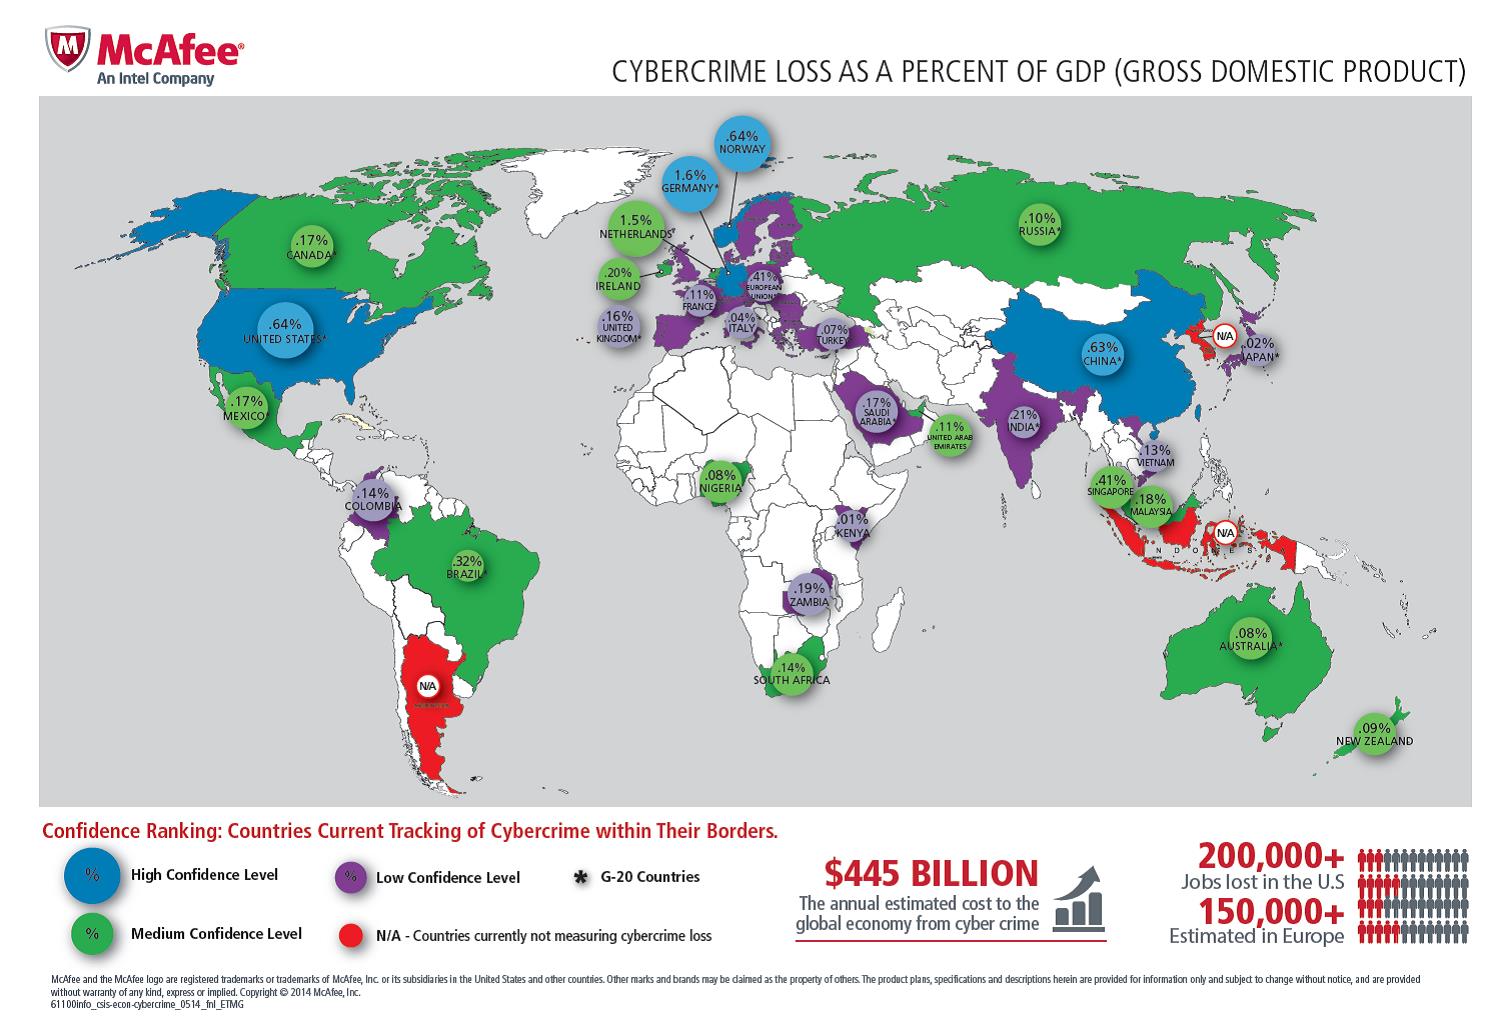 McAfee®
An Intel Company
CYBERCRIME LOSS AS A PERCENT OF GDP (GROSS DOMESTIC PRODUCT)
.64%
NORWAY
1.6%
GERMANY*
1.5%
NETHERLANDS
.20%
IRELAND
.16%
UNITED
KINGDOM*
.11%
FRANCE
.41%
EUROPEAN
UNION*
.04%
ITALY
.07%
TURKEY
.10%
RUSSIA*
.17%
CANADA*
.64%
UNITED STATES*
.17%
MEXICO*
.14%
COLOMBIA
.32%
BRAZIL*
N/A
.08%
NIGERIA
.01%
KENYA
.19%
ZAMBIA
.14%
SOUTH AFRICA
.17%
SAUDI
ARABIA*
.11%
UNITED ARAB
EMIRATES
.21%
INDIA*
.63%
CHINA*
N/A
.02%
JAPAN*
.13%
VIETNAM
.41%
SINGAPORE
.18%
MALAYSIA
N/A
INDONESIA
.08%
AUSTRALIA*
.09%
NEW ZEALAND
Confidence Ranking: Countries Current Tracking of Cybercrime within Their Borders.
% High Confidence Level
% Low Confidence Level
* G-20 Countries
% Medium Confidence Level
N/A - Countries currently not measuring cybercrime loss
$445 BILLION
The annual estimated cost to the
global economy from cyber crime
200,000+
Jobs lost in the U.S
150,000+
Estimated in Europe
McAfee and the McAfee logo are registered trademarks or trademarks of McAfee, Inc. or its subsidiaries in the United States and other countries. Other marks and brands may be claimed as the property of others. The product plans, specifications and descriptions herein are provided for information only and subject to change without notice, and are provided
without warranty of any kind, express or implied. Copyright © 2014 McAfee, Inc.
61100info_csis-econ-cybercrime_0514_fnl_ETMG